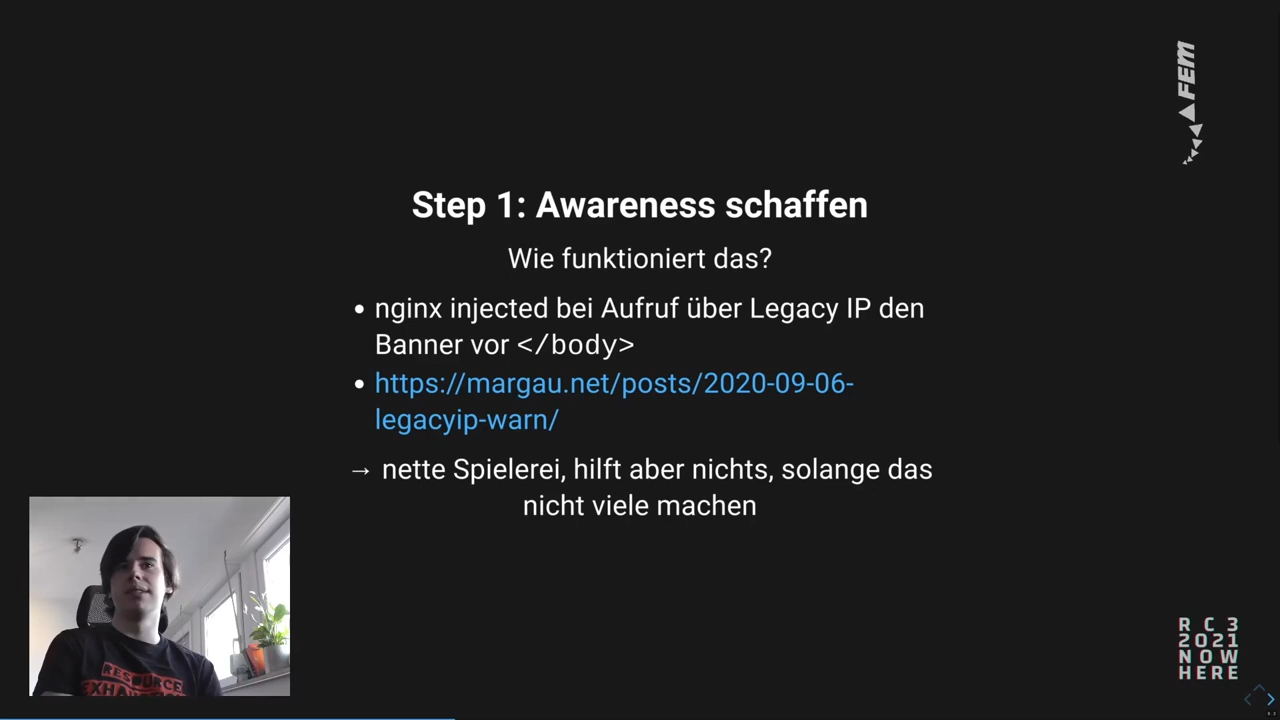 FEM
Step 1: Awareness schaffen
Wie funktioniert das?
• nginx injected bei Aufruf über Legacy IP den
Banner vor </body>
• https://margau.net/posts/2020-09-06-
legacyip-warn/
→ nette Spielerei, hilft aber nichts, solange das
nicht viele machen
RESOURCE
R C 3
2021
NOW
HERE